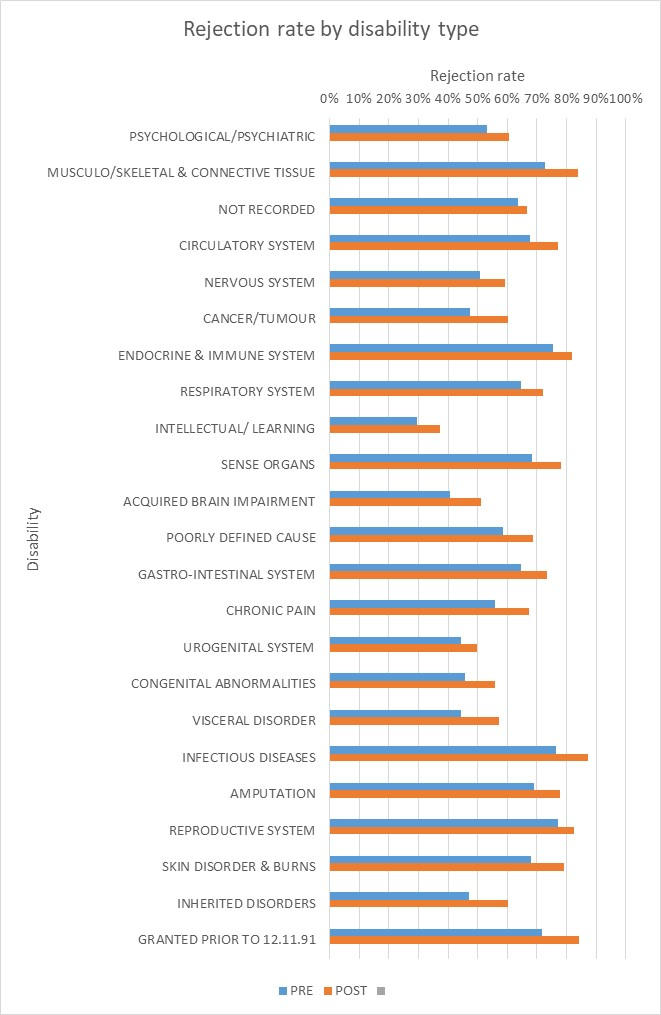 Rejection rate by disability type
Rejection rate
0% 10% 20% 30% 40% 50% 60% 70% 80% 90% 100%
PSYCHOLOGICAL/PSYCHIATRIC
MUSCULO/SKELETAL & CONNECTIVE TISSUE
NOT RECORDED
CIRCULATORY SYSTEM
NERVOUS SYSTEM
CANCER/TUMOUR
ENDOCRINE & IMMUNE SYSTEM
RESPIRATORY SYSTEM
INTELLECTUAL/ LEARNING
SENSE ORGANS
ACQUIRED BRAIN IMPAIRMENT
Disability
POORLY DEFINED CAUSE
GASTRO-INTESTINAL SYSTEM
CHRONIC PAIN
UROGENITAL SYSTEM
CONGENITAL ABNORMALITIES
VISCERAL DISORDER
INFECTIOUS DISEASES
AMPUTATION
REPRODUCTIVE SYSTEM
SKIN DISORDER & BURNS
INHERITED DISORDERS
GRANTED PRIOR TO 12.11.91
PRE POST